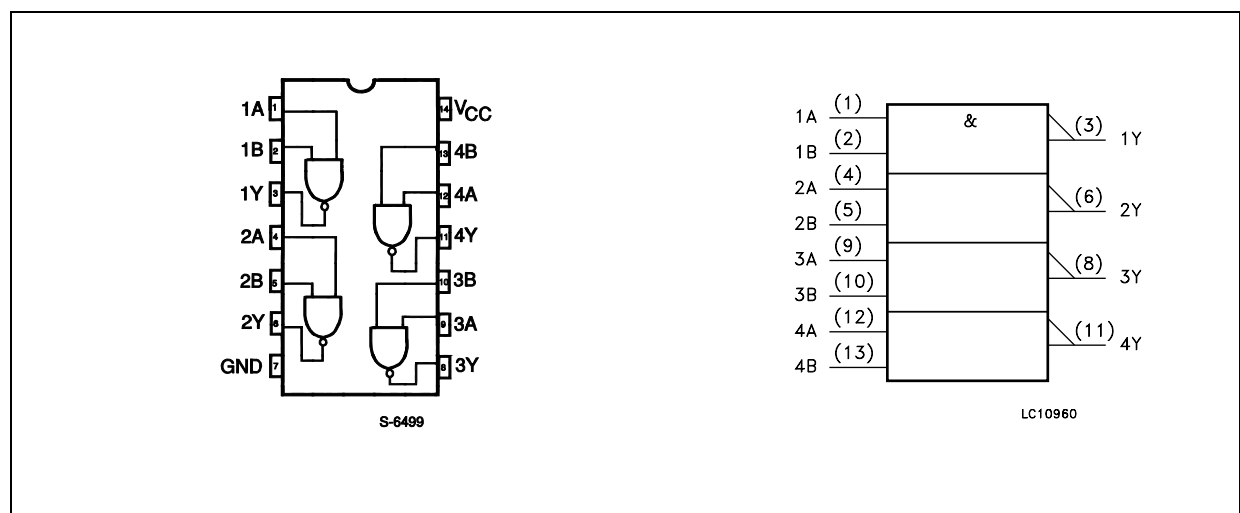 1A 1 14 VCC
1B 2 13 4B
1Y 3 12 4A
2A 4 11 4Y
2B 5 10 3B
2Y 6 9 3A
GND 7 8 3Y
S-6499
&
1A (1) (3) 1Y
1B (2)
2A (4) (6) 2Y
2B (5)
3A (9) (8) 3Y
3B (10)
4A (12) (11) 4Y
4B (13)
LC10960